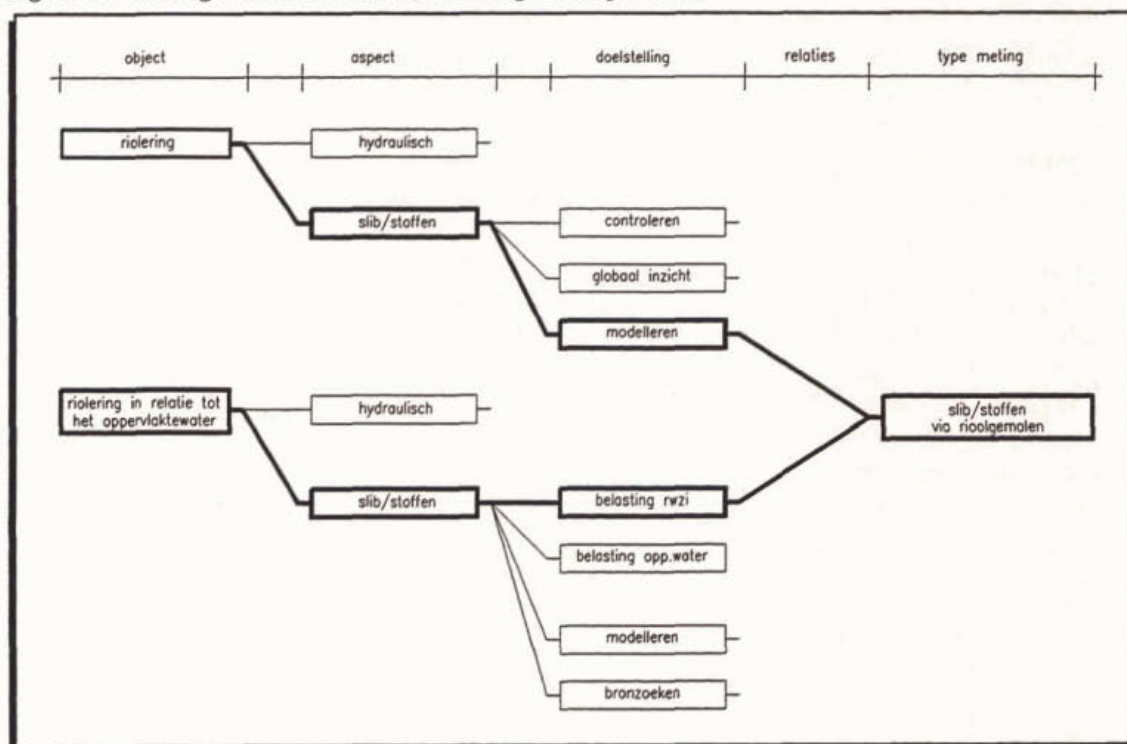 object aspect doelstelling relaties type meting
riolering hydraulisch
slib/stoffen controleren
globaal inzicht
modelleren
riolering in relatie tot
het oppervlaktewater
hydraulisch
slib/stoffen
via rioolgemalen
slib/stoffen belasting rwzi
belasting opp.water
modelleren
bronzoeken